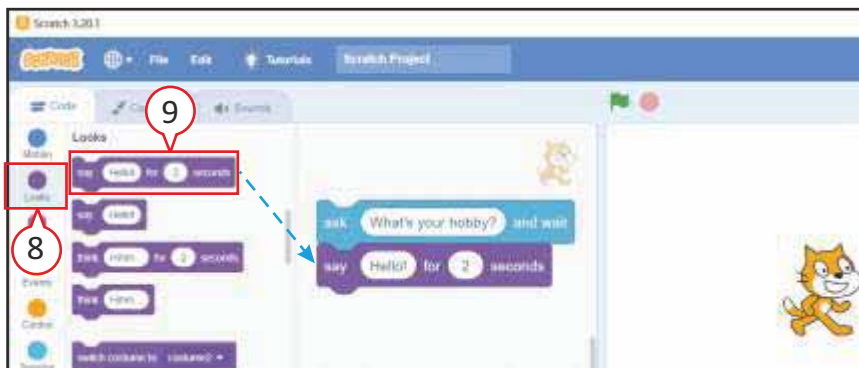 Scratch 3.20.1
SCRATCH File Edit Tutorials Scratch Project
Code Sounds
9
Looks
Motion
say Hello! for 2 seconds
Looks
say Hello!
8
think Hmm... for 2 seconds
Events
think Hmm...
Control
switch costume to costume2
ask What's your hobby? and wait
say Hello! for 2 seconds